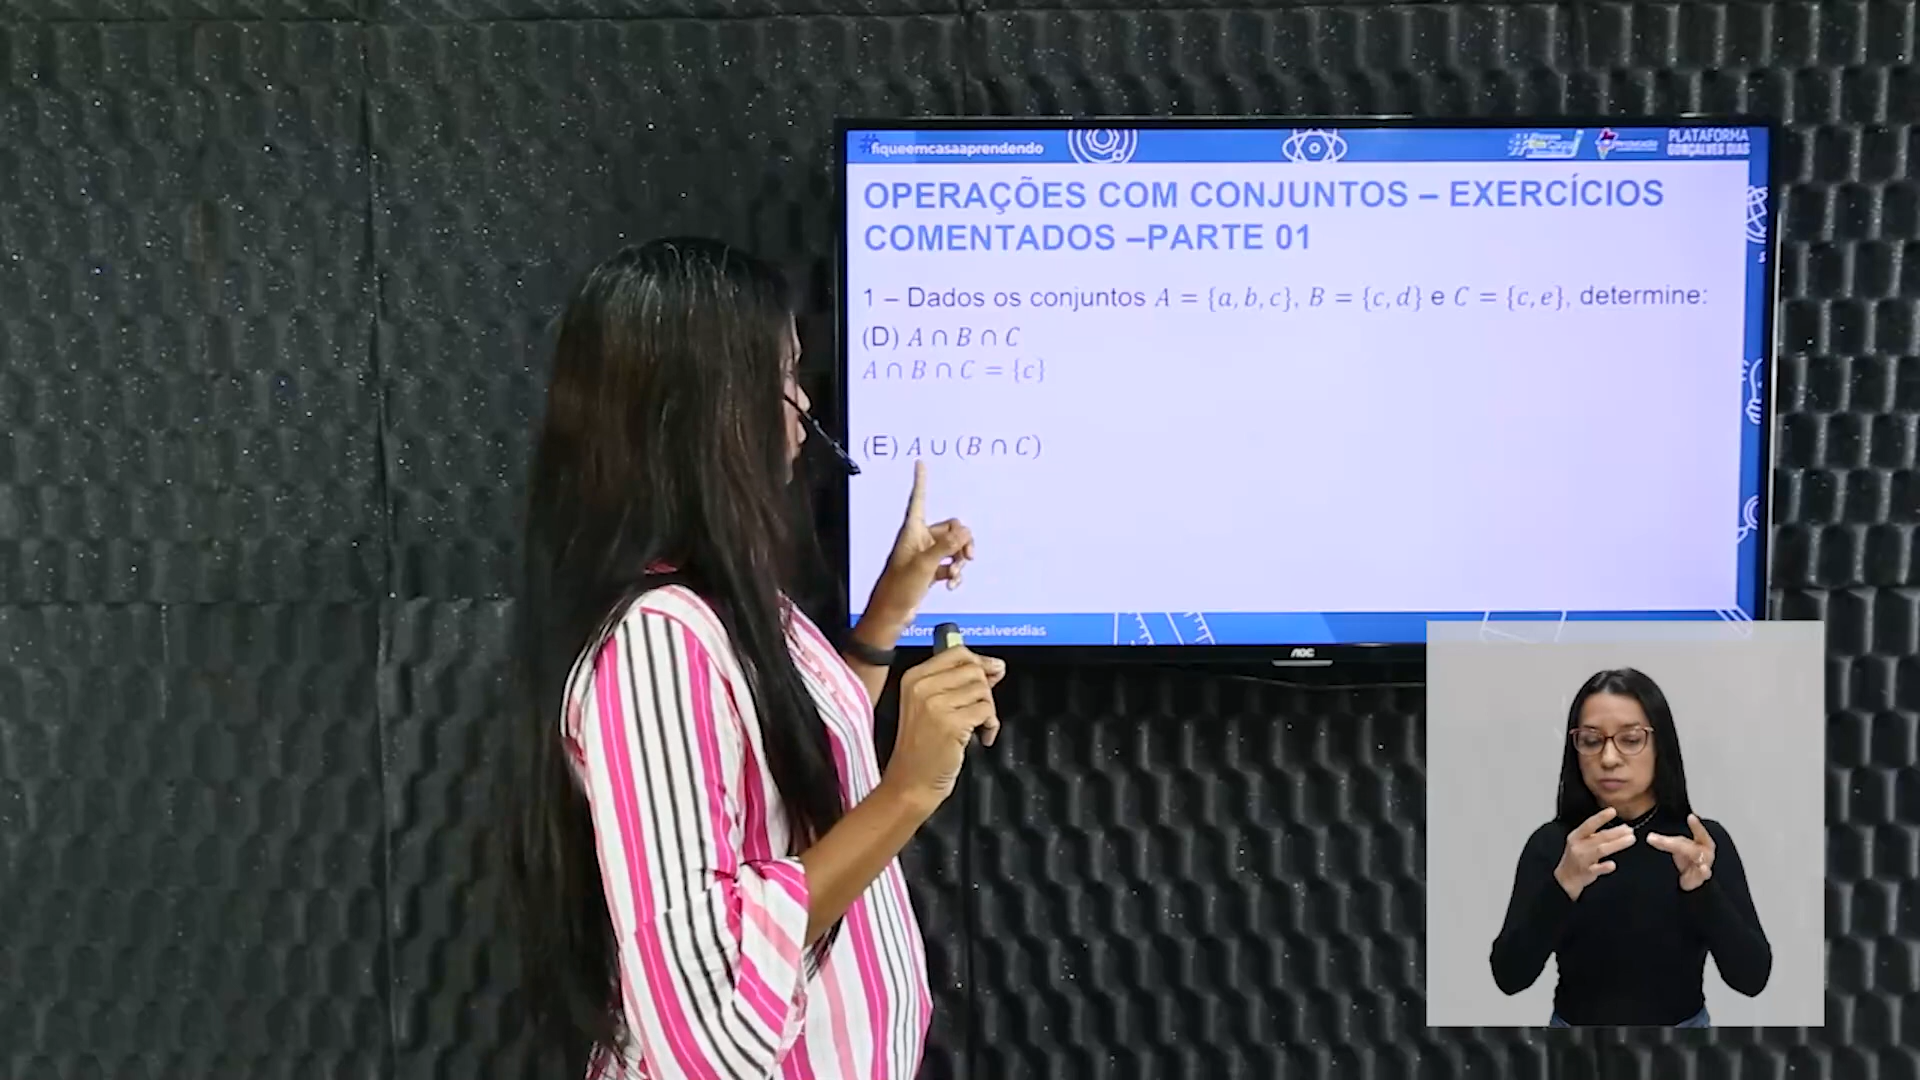 #fiqueemcasaaprendendo
PLATAFORMA
GONÇALVES DIAS
OPERAÇÕES COM CONJUNTOS – EXERCÍCIOS
COMENTADOS –PARTE 01
1 – Dados os conjuntos A = {a, b, c}, B = {c, d} e C = {c, e}, determine:
(D) A ∩ B ∩ C
A ∩ B ∩ C = {c}
(E) A ∪ (B ∩ C)
AOC